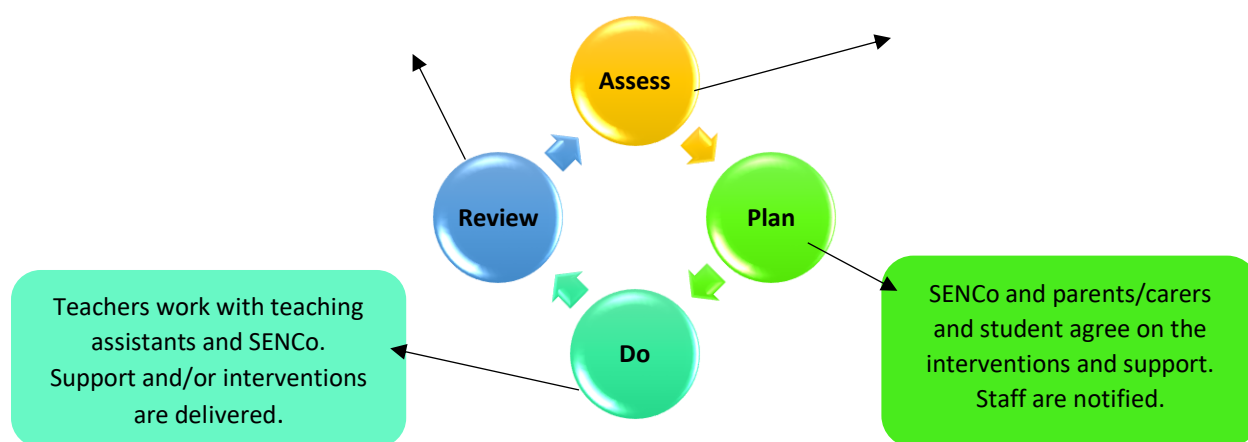 Assess
Review
Plan
Do
Teachers work with teaching
assistants and SENCo.
Support and/or interventions
are delivered.
SENCo and parents/carers
and student agree on the
interventions and support.
Staff are notified.